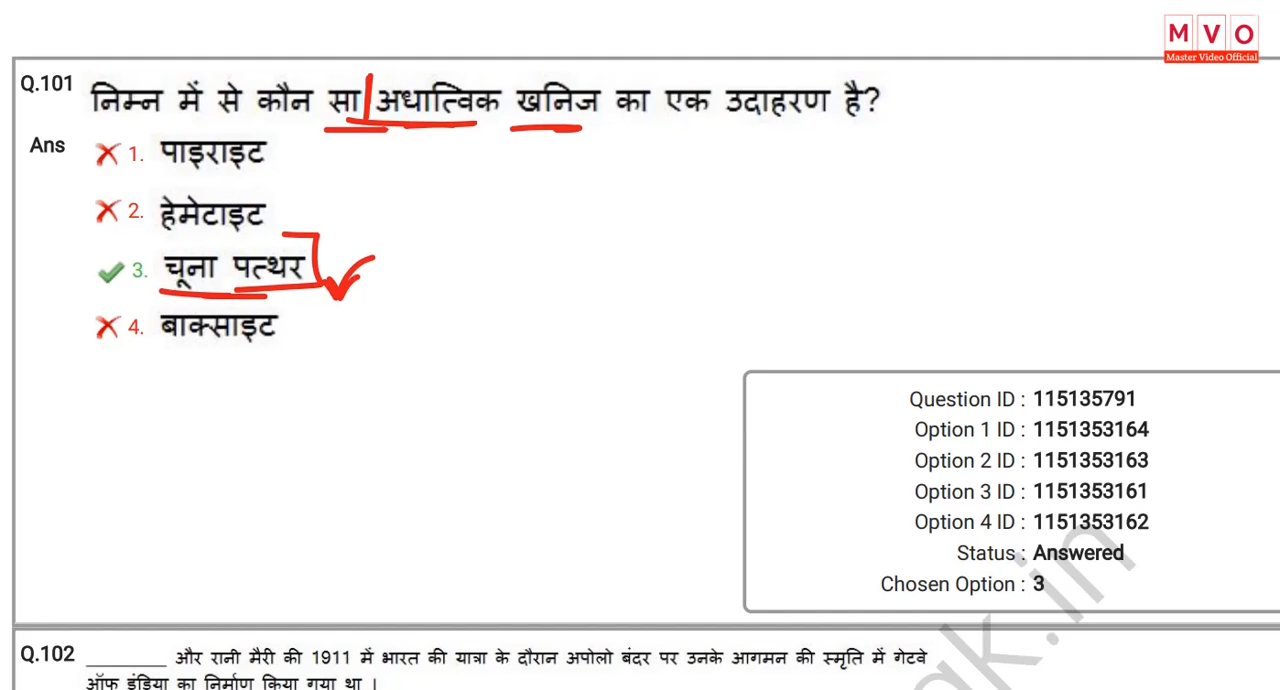 M V O
Master Video Official
Q.101 निम्न में से कौन सा अधात्विक खनिज का एक उदाहरण है?
Ans
1. पाइराइट
2. हेमेटाइट
3. चूना पत्थर
4. बाक्साइट
Question ID : 115135791
Option 1 ID : 1151353164
Option 2 ID : 1151353163
Option 3 ID : 1151353161
Option 4 ID : 1151353162
Status : Answered
Chosen Option : 3
Q.102 ________ और रानी मैरी की 1911 में भारत की यात्रा के दौरान अपोलो बंदर पर उनके आगमन की स्मृति में गेटवे
ऑफ इंडिया का निर्माण किया गया था ।